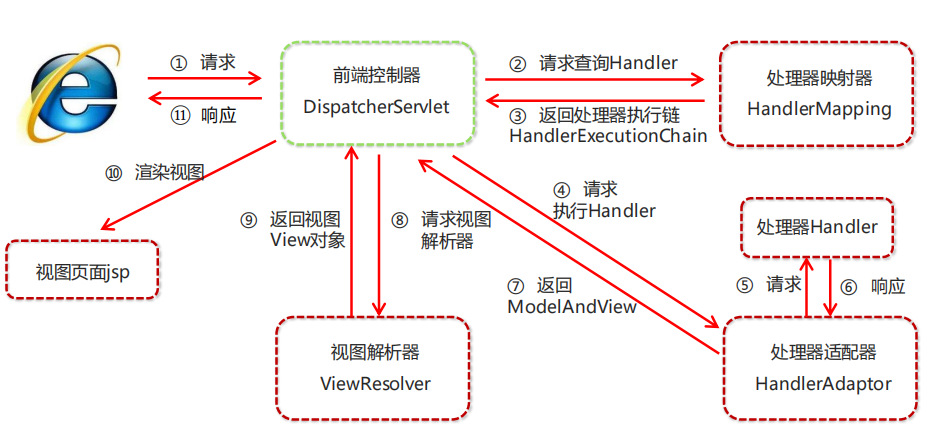 ① 请求
⑪ 响应
前端控制器
DispatcherServlet
② 请求查询Handler
③ 返回处理器执行链
HandlerExecutionChain
处理器映射器
HandlerMapping
⑩ 渲染视图
视图页面jsp
⑨ 返回视图
View对象
⑧ 请求视图
解析器
④ 请求
执行Handler
⑦ 返回
ModelAndView
处理器Handler
⑤ 请求
⑥ 响应
视图解析器
ViewResolver
处理器适配器
HandlerAdaptor